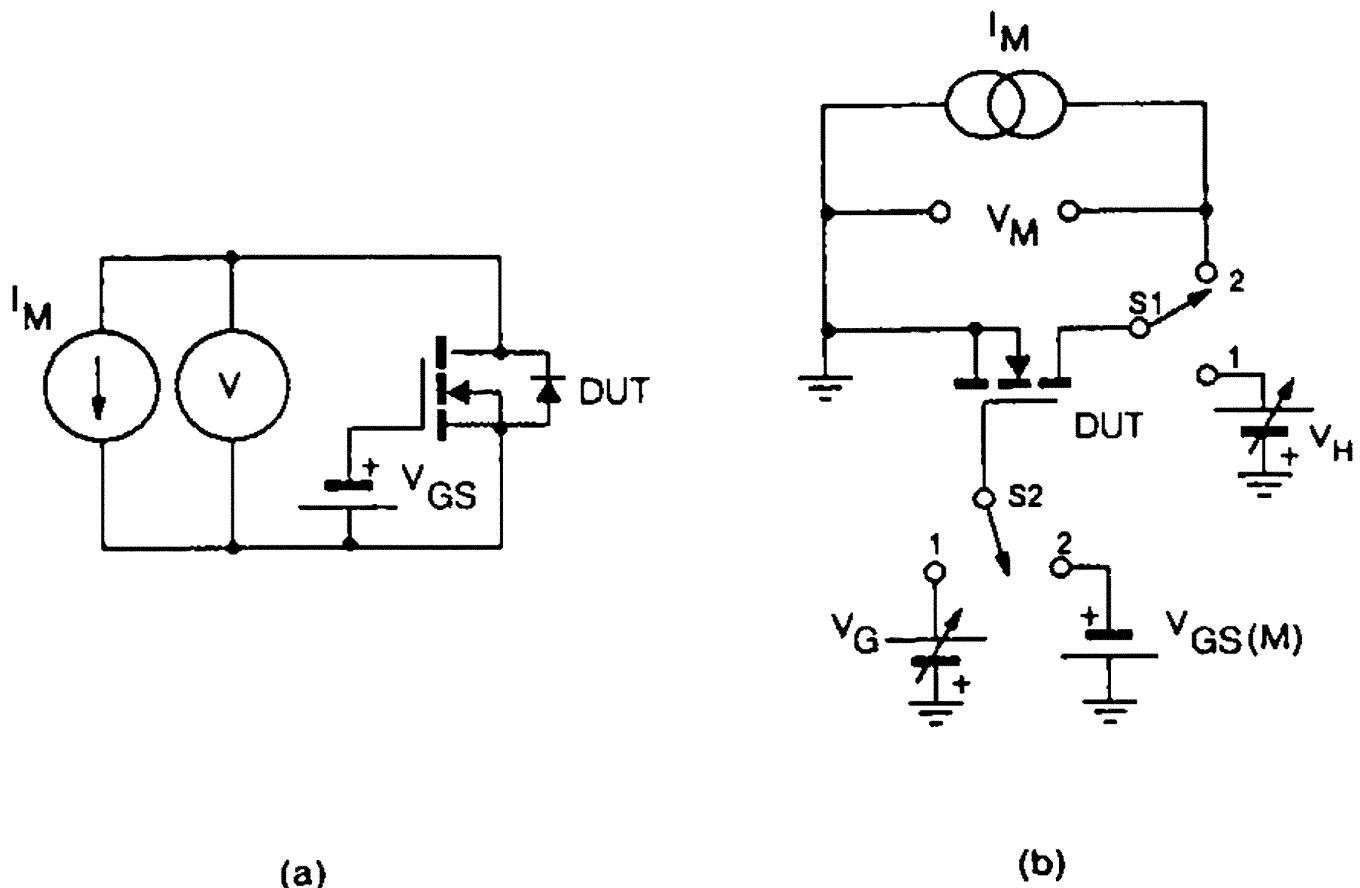 I_M
V
+
V_GS
DUT
(a)
I_M
V_M
2
S1
1
DUT
V_H
+
S2
1
2
V_G
+
+
V_GS(M)
(b)